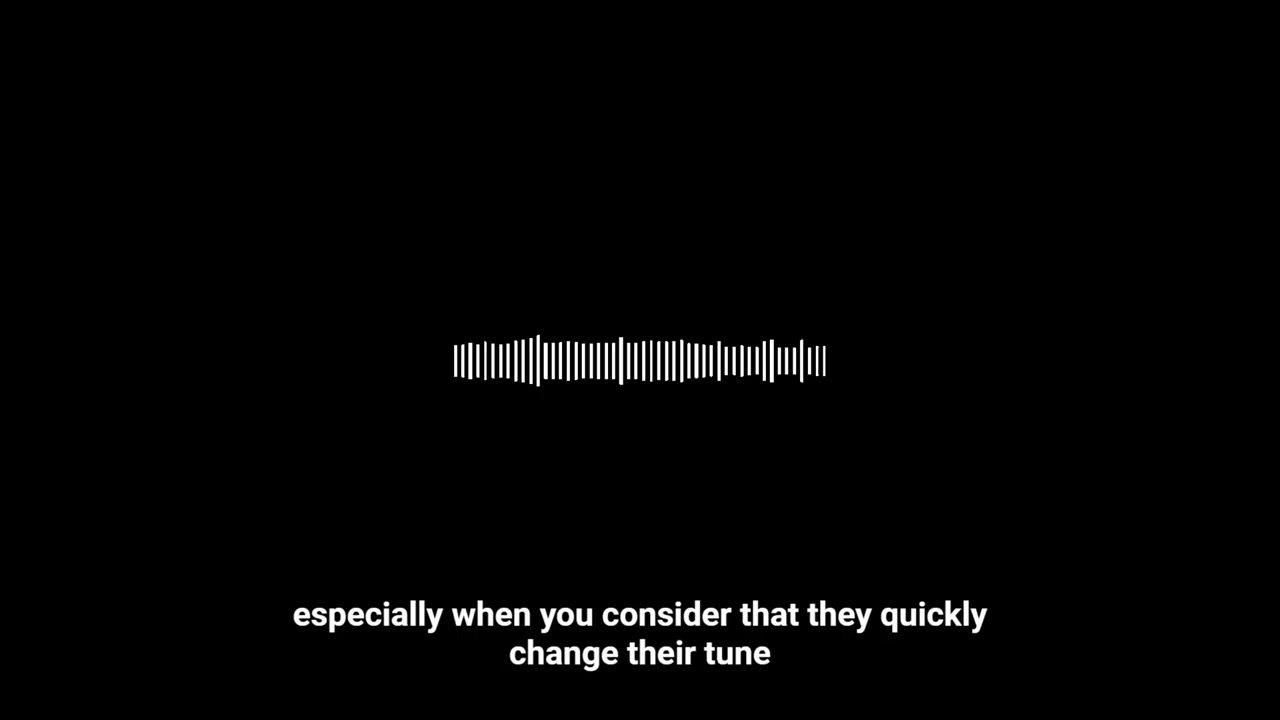 especially when you consider that they quickly
change their tune